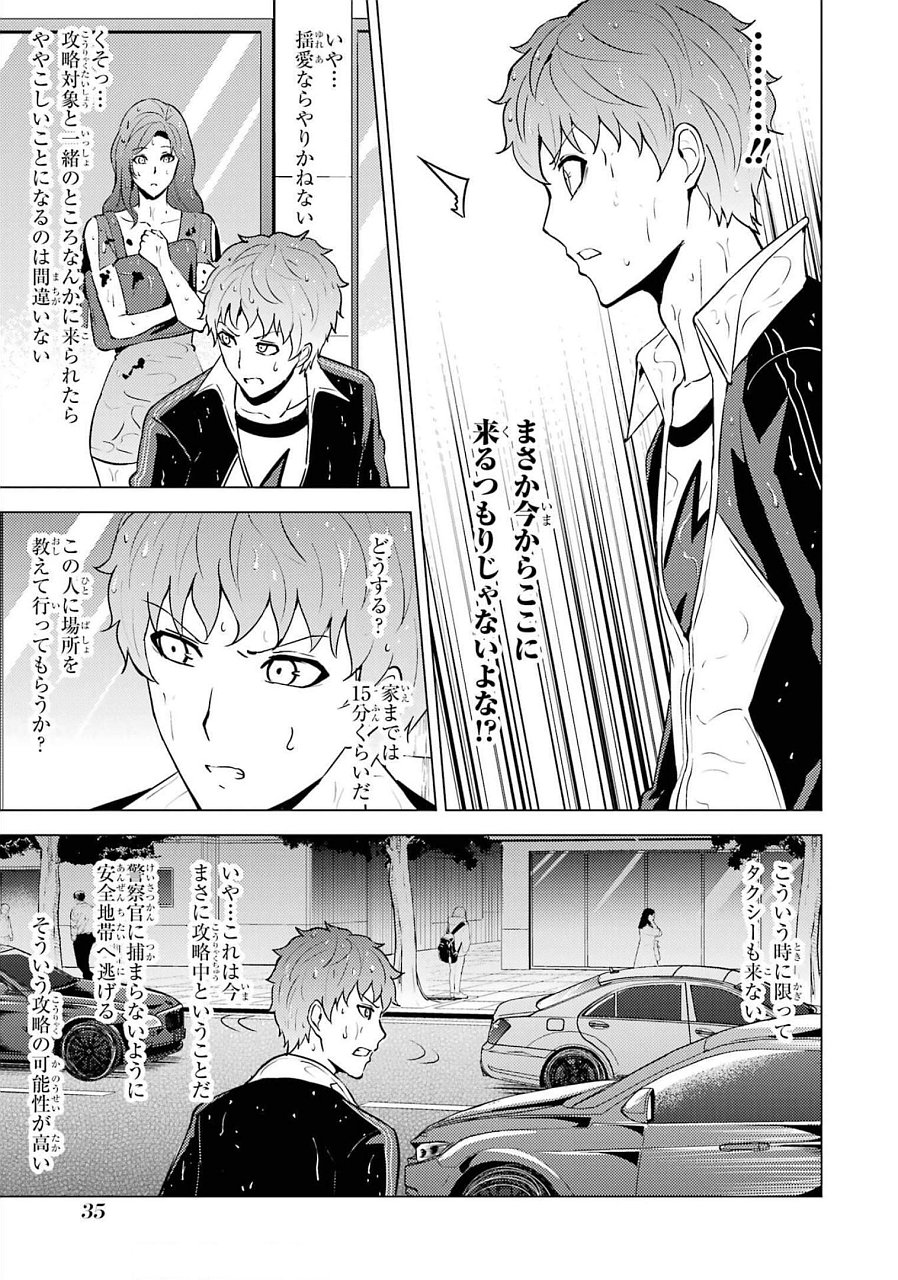 ………!!
まさか今からここに
来るつもりじゃないよな!?
いや…
揺愛ならやりかねない
くそっ…
攻略対象と一緒のところなんかに来られたら
ややこしいことになるのは間違いない
どうする?
家までは
15分くらいだ
この人に場所を
教えて行ってもらうか?
こういう時に限って
タクシーも来ない
いや…これは今
まさに攻略中ということだ
警察官に捕まらないように
安全地帯へ逃げる
そういう攻略の可能性が高い
35